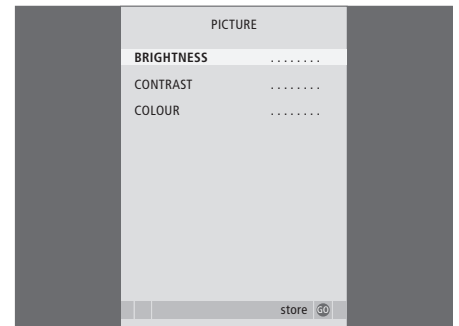 PICTURE
BRIGHTNESS ........
CONTRAST ........
COLOUR ........
store GO